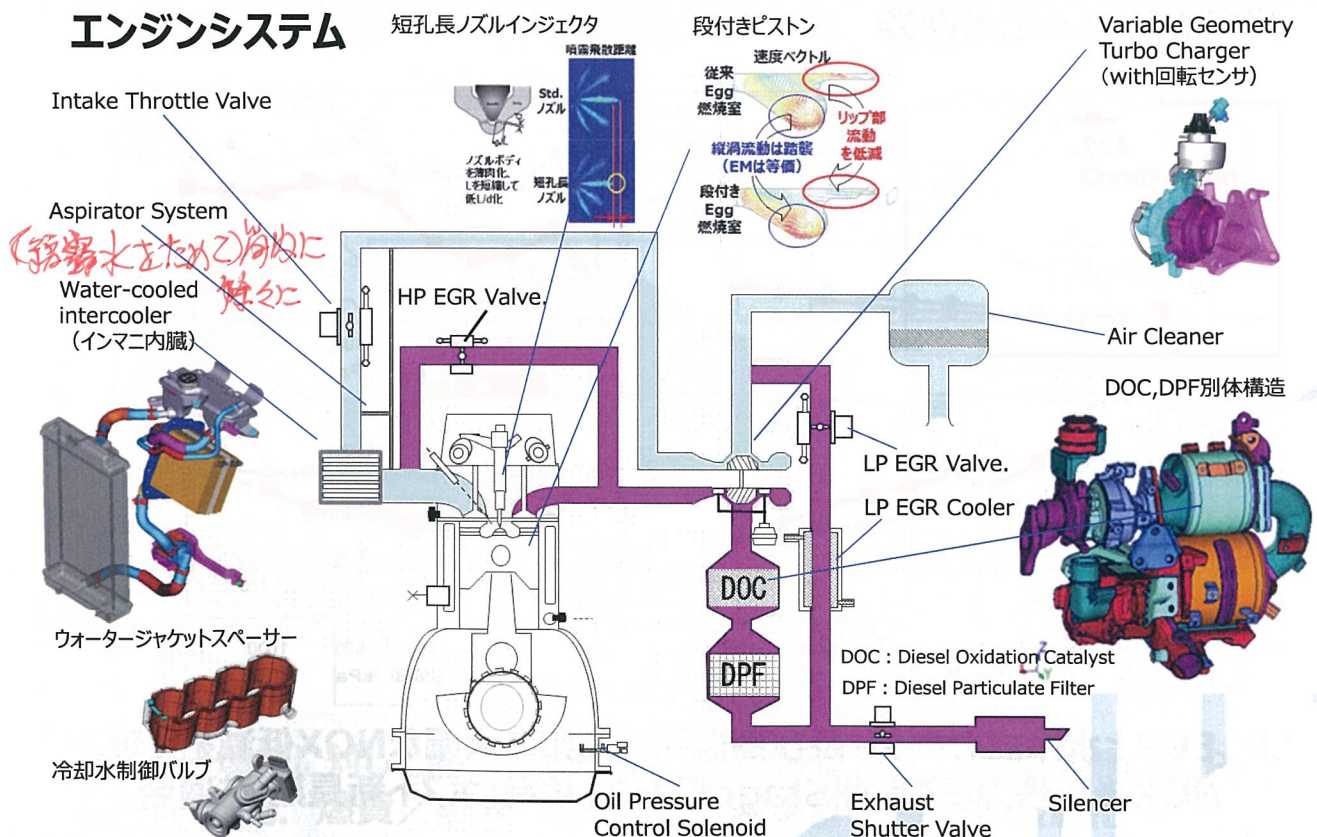 エンジンシステム
短孔長ノズルインジェクタ
噴霧飛散距離
Std.
ノズル
ノズルボディ
を薄肉化、
Lを短縮して
低L/d化
短孔長
ノズル
段付きピストン
速度ベクトル
従来
Egg
燃焼室
リップ部
流動
を低減
縦渦流動は踏襲
(EMは等価)
段付き
Egg
燃焼室
Variable Geometry
Turbo Charger
(with回転センサ)
Intake Throttle Valve
Aspirator System
水をためて)
徐々に
Water-cooled
intercooler
(インマニ内臓)
HP EGR Valve.
Air Cleaner
DOC,DPF別体構造
LP EGR Valve.
LP EGR Cooler
DOC
DPF
DOC : Diesel Oxidation Catalyst
DPF : Diesel Particulate Filter
Z
Y
ウォータージャケットスペーサー
冷却水制御バルブ
Oil Pressure
Control Solenoid
Exhaust
Shutter Valve
Silencer